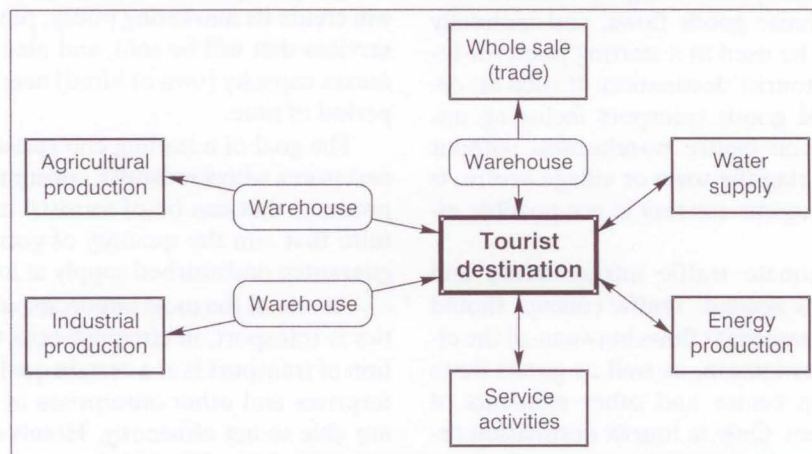 Whole sale
(trade)
Agricultural
production
Warehouse
Water
supply
Warehouse
Tourist
destination
Warehouse
Industrial
production
Energy
production
Service
activities